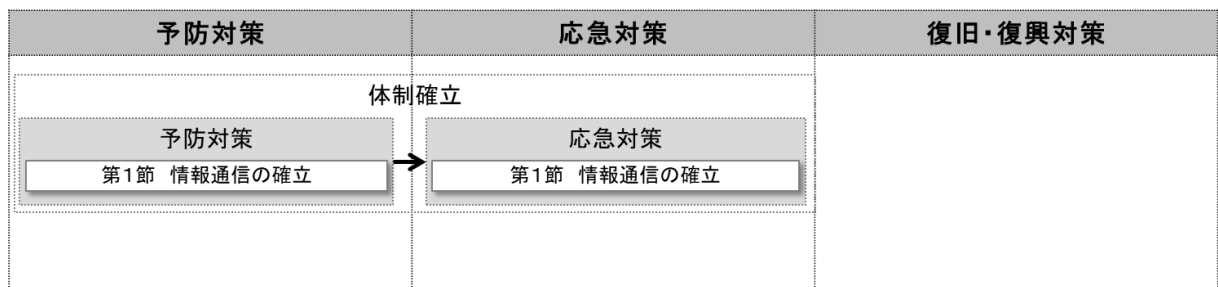 予防対策
応急対策
復旧・復興対策
体制確立
予防対策
応急対策
第1節 情報通信の確立
第1節 情報通信の確立